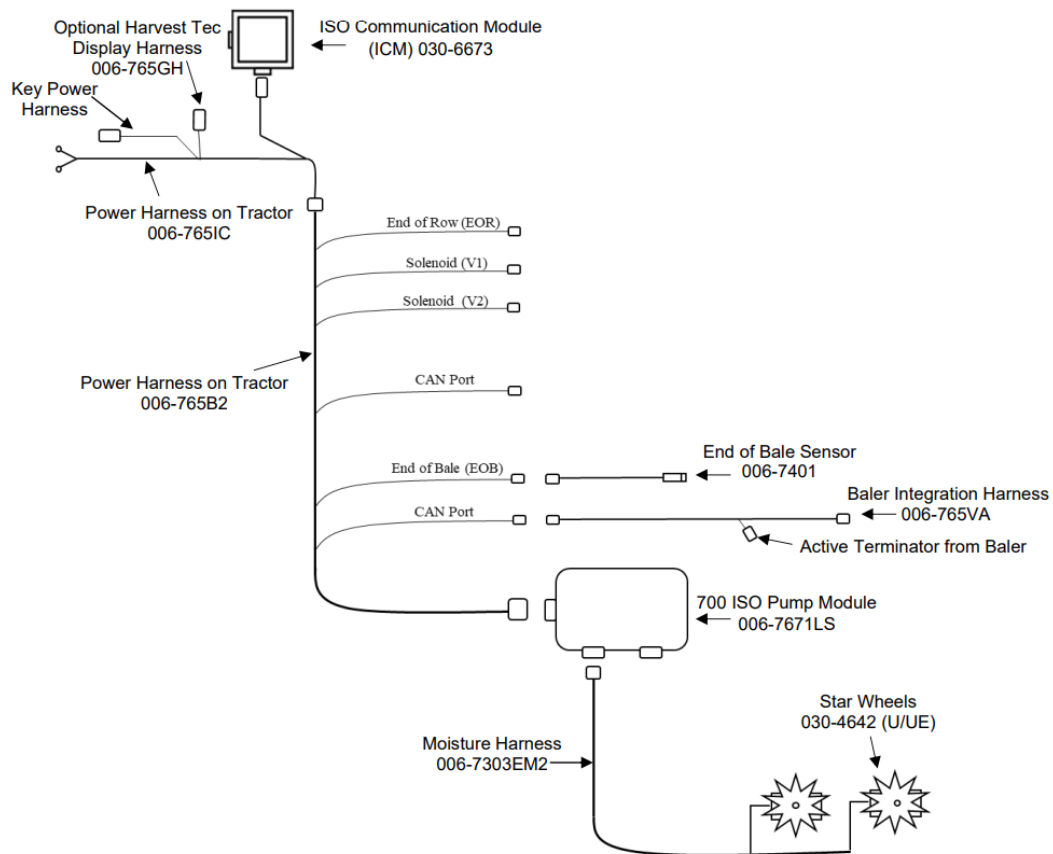 Optional Harvest Tec
Display Harness
006-765GH
ISO Communication Module
(ICM) 030-6673
Key Power
Harness
Power Harness on Tractor
006-765IC
End of Row (EOR)
Solenoid (V1)
Solenoid (V2)
Power Harness on Tractor
006-765B2
CAN Port
End of Bale (EOB)
End of Bale Sensor
006-7401
CAN Port
Baler Integration Harness
006-765VA
Active Terminator from Baler
700 ISO Pump Module
006-7671LS
Moisture Harness
006-7303EM2
Star Wheels
030-4642 (U/UE)